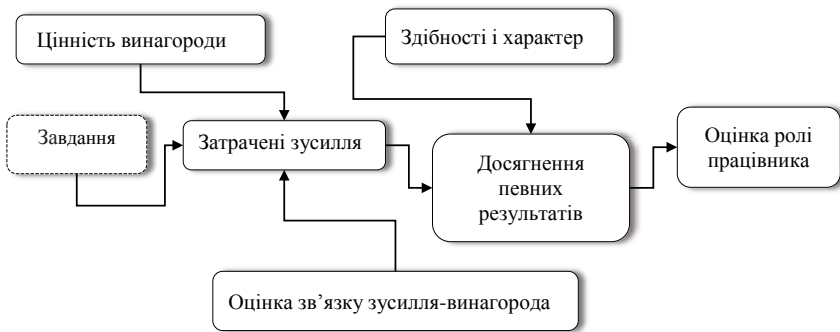 Цінність винагороди
Здібності і характер
Завдання
Затрачені зусилля
Досягнення
певних
результатів
Оцінка ролі
працівника
Оцінка зв’язку зусилля-винагорода